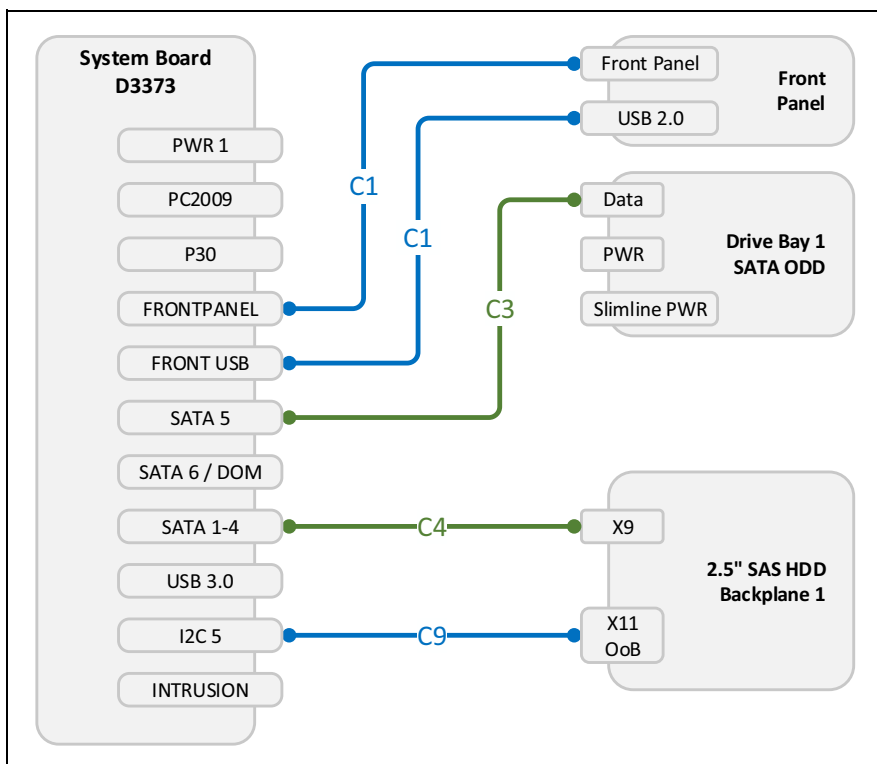 System Board
D3373
PWR 1
PC2009
P30
FRONTPANEL
FRONT USB
SATA 5
SATA 6 / DOM
SATA 1-4
USB 3.0
I2C 5
INTRUSION
C1
C1
C3
C4
C9
Front Panel
USB 2.0
Front
Panel
Data
PWR
Slimline PWR
Drive Bay 1
SATA ODD
X9
X11
OoB
2.5" SAS HDD
Backplane 1